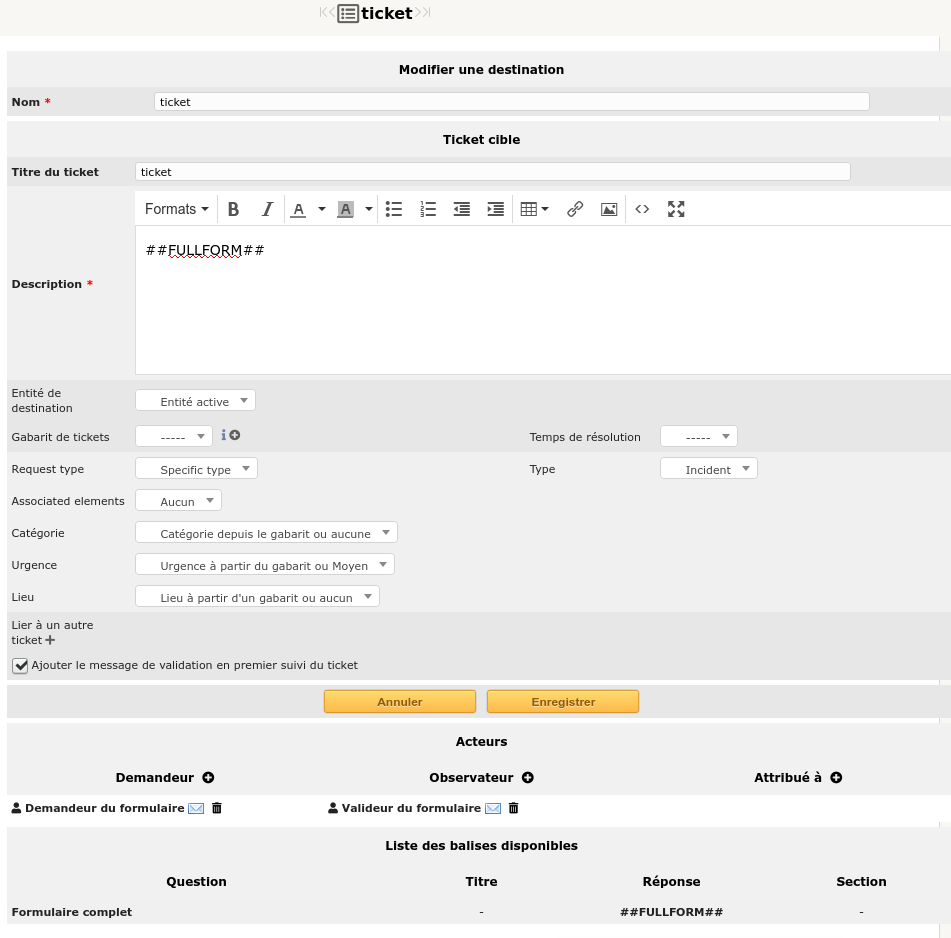 ticket
Modifier une destination
Nom *
ticket
Ticket cible
Titre du ticket
ticket
Formats
B I A A
##FULLFORM##
Description *
Entité de
destination
Entité active
Gabarit de tickets
-----
Temps de résolution
-----
Request type
Specific type
Type
Incident
Associated elements
Aucun
Catégorie
Catégorie depuis le gabarit ou aucune
Urgence
Urgence à partir du gabarit ou Moyen
Lieu
Lieu à partir d'un gabarit ou aucun
Lier à un autre
ticket
Ajouter le message de validation en premier suivi du ticket
Annuler
Enregistrer
Acteurs
Demandeur
Observateur
Attribué à
Demandeur du formulaire
Valideur du formulaire
Liste des balises disponibles
Question
Titre
Réponse
Section
Formulaire complet
-
##FULLFORM##
-